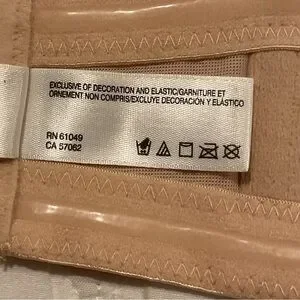 EXCLUSIVE OF DECORATION AND ELASTIC/GARNITURE ET
ORNEMENT NON COMPRIS/EXCLUYE DECORACIÓN Y ELÁSTICO
RN 61049
CA 57062